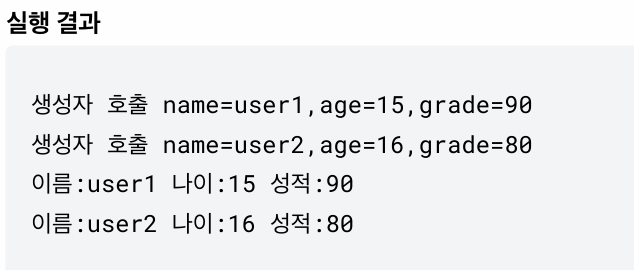 실행 결과
생성자 호출 name=user1,age=15,grade=90
생성자 호출 name=user2,age=16,grade=80
이름:user1 나이:15 성적:90
이름:user2 나이:16 성적:80